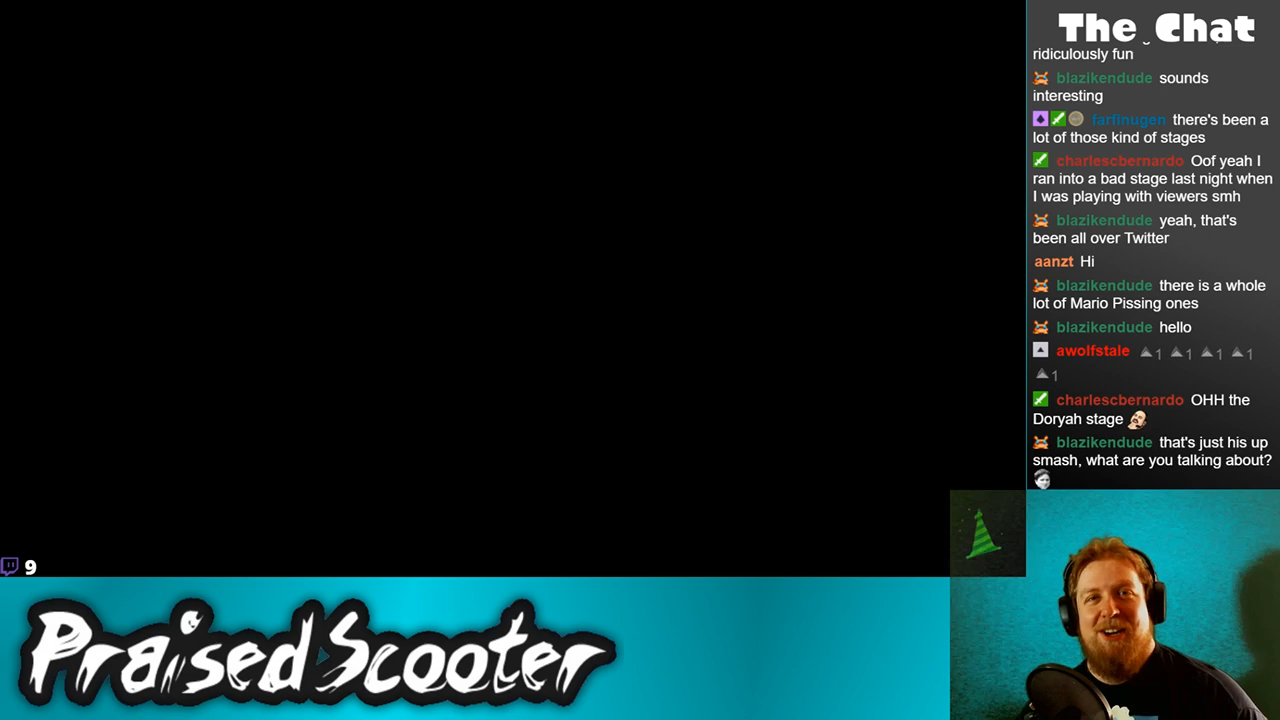 The Chat
ridiculously fun
blazikendude sounds
interesting
farfinugen there's been a
lot of those kind of stages
charlescbernardo Oof yeah I
ran into a bad stage last night when
I was playing with viewers smh
blazikendude yeah, that's
been all over Twitter
aanzt Hi
blazikendude there is a whole
lot of Mario Pissing ones
blazikendude hello
awolfstale 1 1 1 1
1
charlescbernardo OHH the
Doryah stage
blazikendude that's just his up
smash, what are you talking about?
9
PraisedScooter